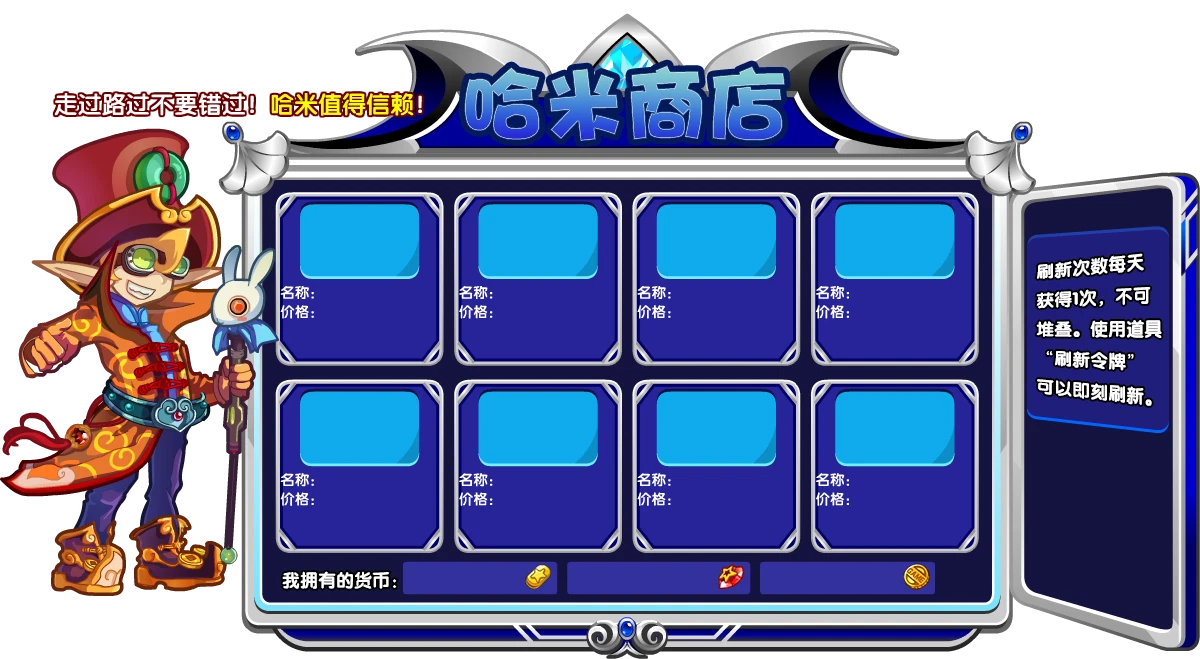 哈米商店
走过路过不要错过！哈米值得信赖！
名称：
价格：
名称：
价格：
名称：
价格：
名称：
价格：
名称：
价格：
名称：
价格：
名称：
价格：
名称：
价格：
我拥有的货币：
刷新次数每天
获得1次，不可
堆叠。使用道具
“刷新令牌”
可以即刻刷新。